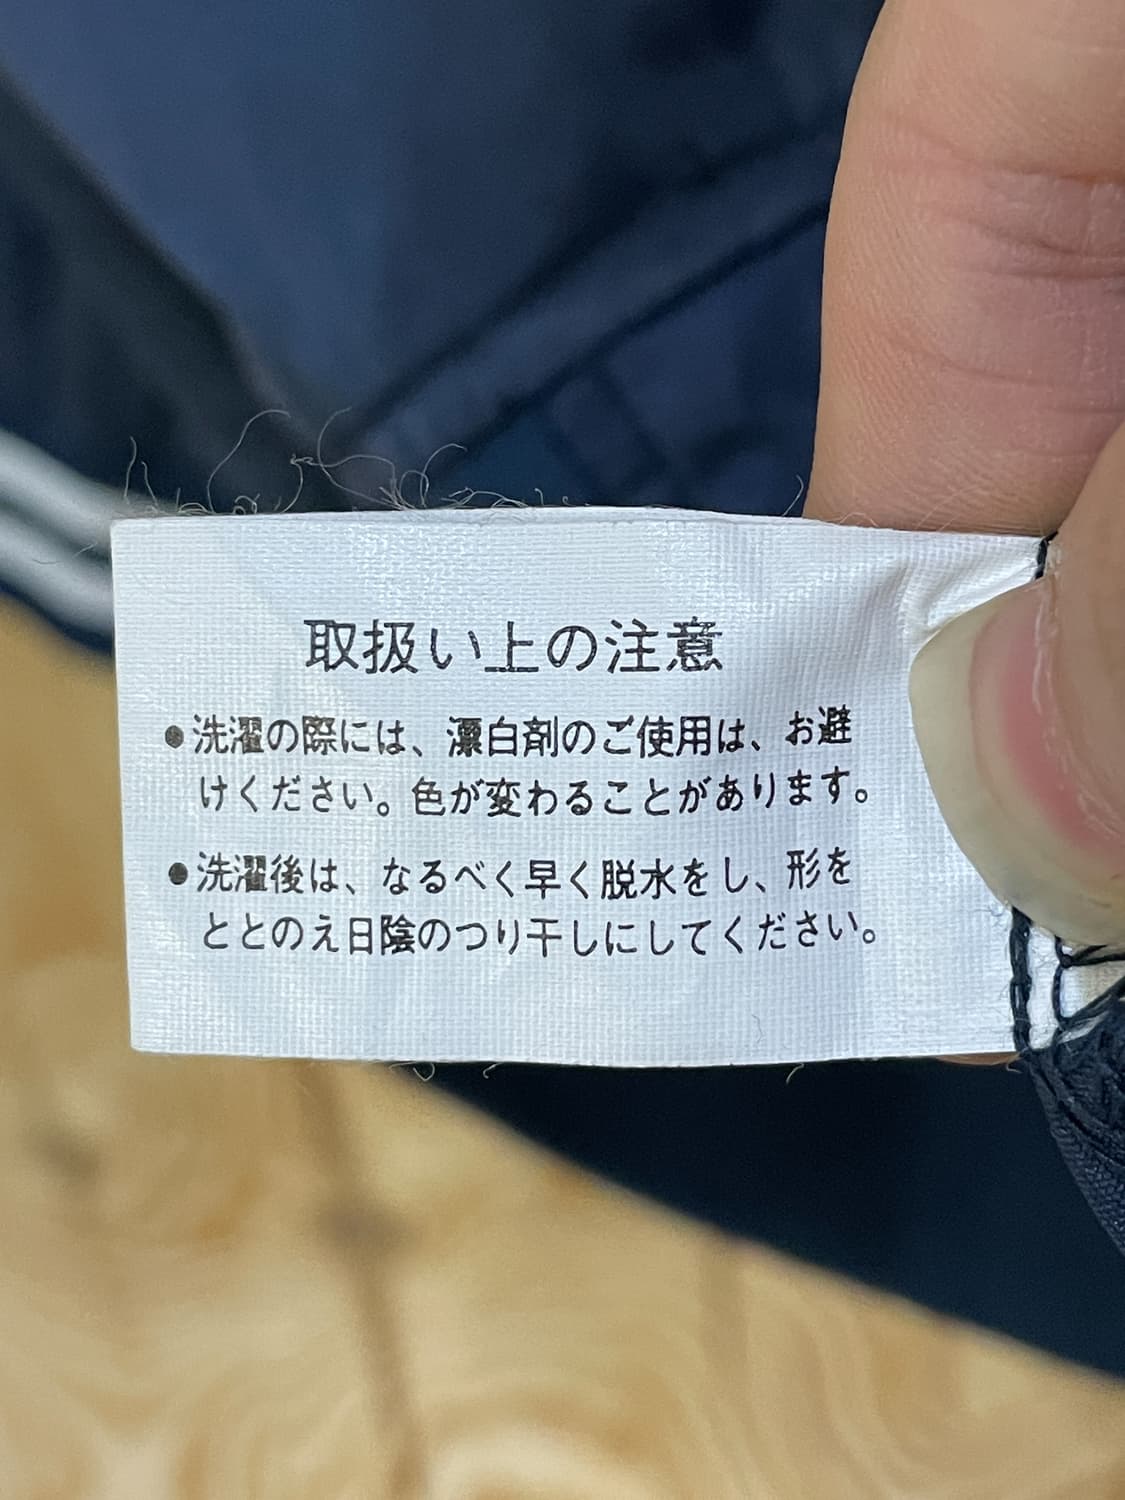 取扱い上の注意
●洗濯の際には、漂白剤のご使用は、お避
けください。色が変わることがあります。
●洗濯後は、なるべく早く脱水をし、形を
ととのえ日陰のつり干しにしてください。